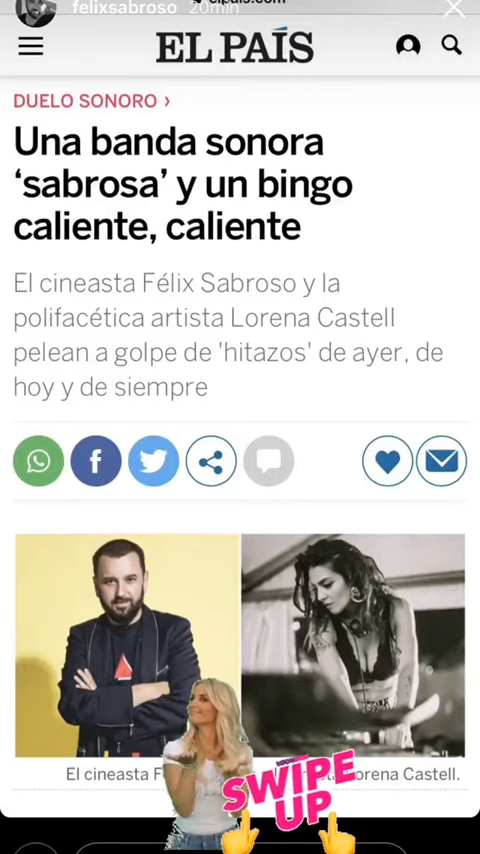 felixsabroso 20min
elpais.com
EL PAÍS
DUELO SONORO ›
Una banda sonora
‘sabrosa’ y un bingo
caliente, caliente
El cineasta Félix Sabroso y la
polifacética artista Lorena Castell
pelean a golpe de 'hitazos' de ayer, de
hoy y de siempre
El cineasta F
orena Castell.
SWIPE
UP